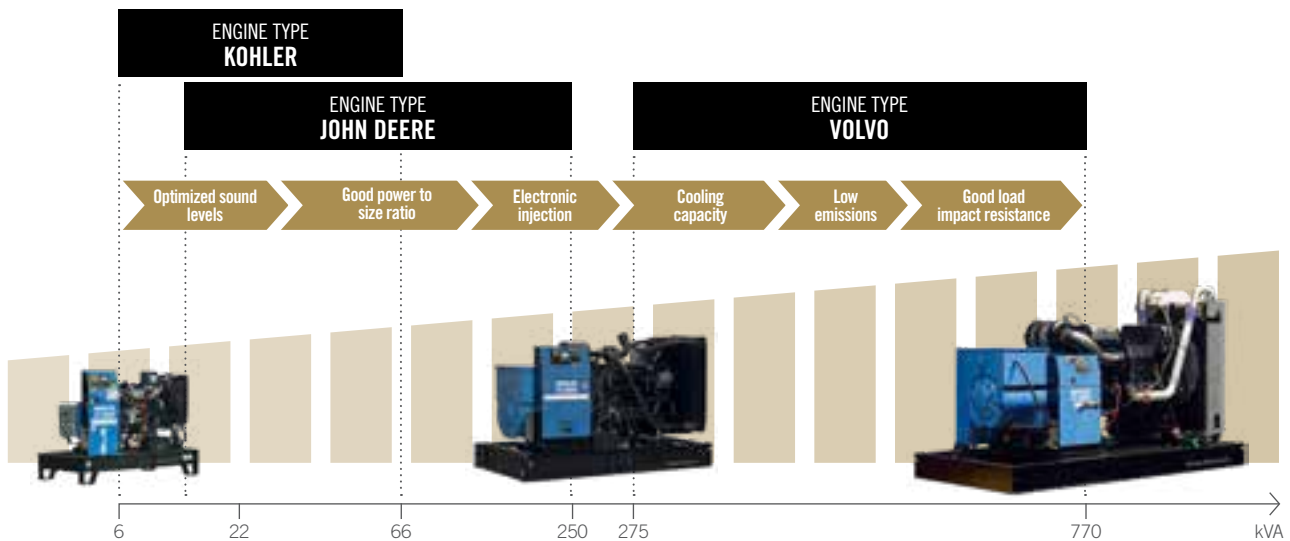 ENGINE TYPE
KOHLER
ENGINE TYPE
JOHN DEERE
ENGINE TYPE
VOLVO
Optimized sound
levels
Good power to
size ratio
Electronic
injection
Cooling
capacity
Low
emissions
Good load
impact resistance
6
22
66
250
275
770
kVA